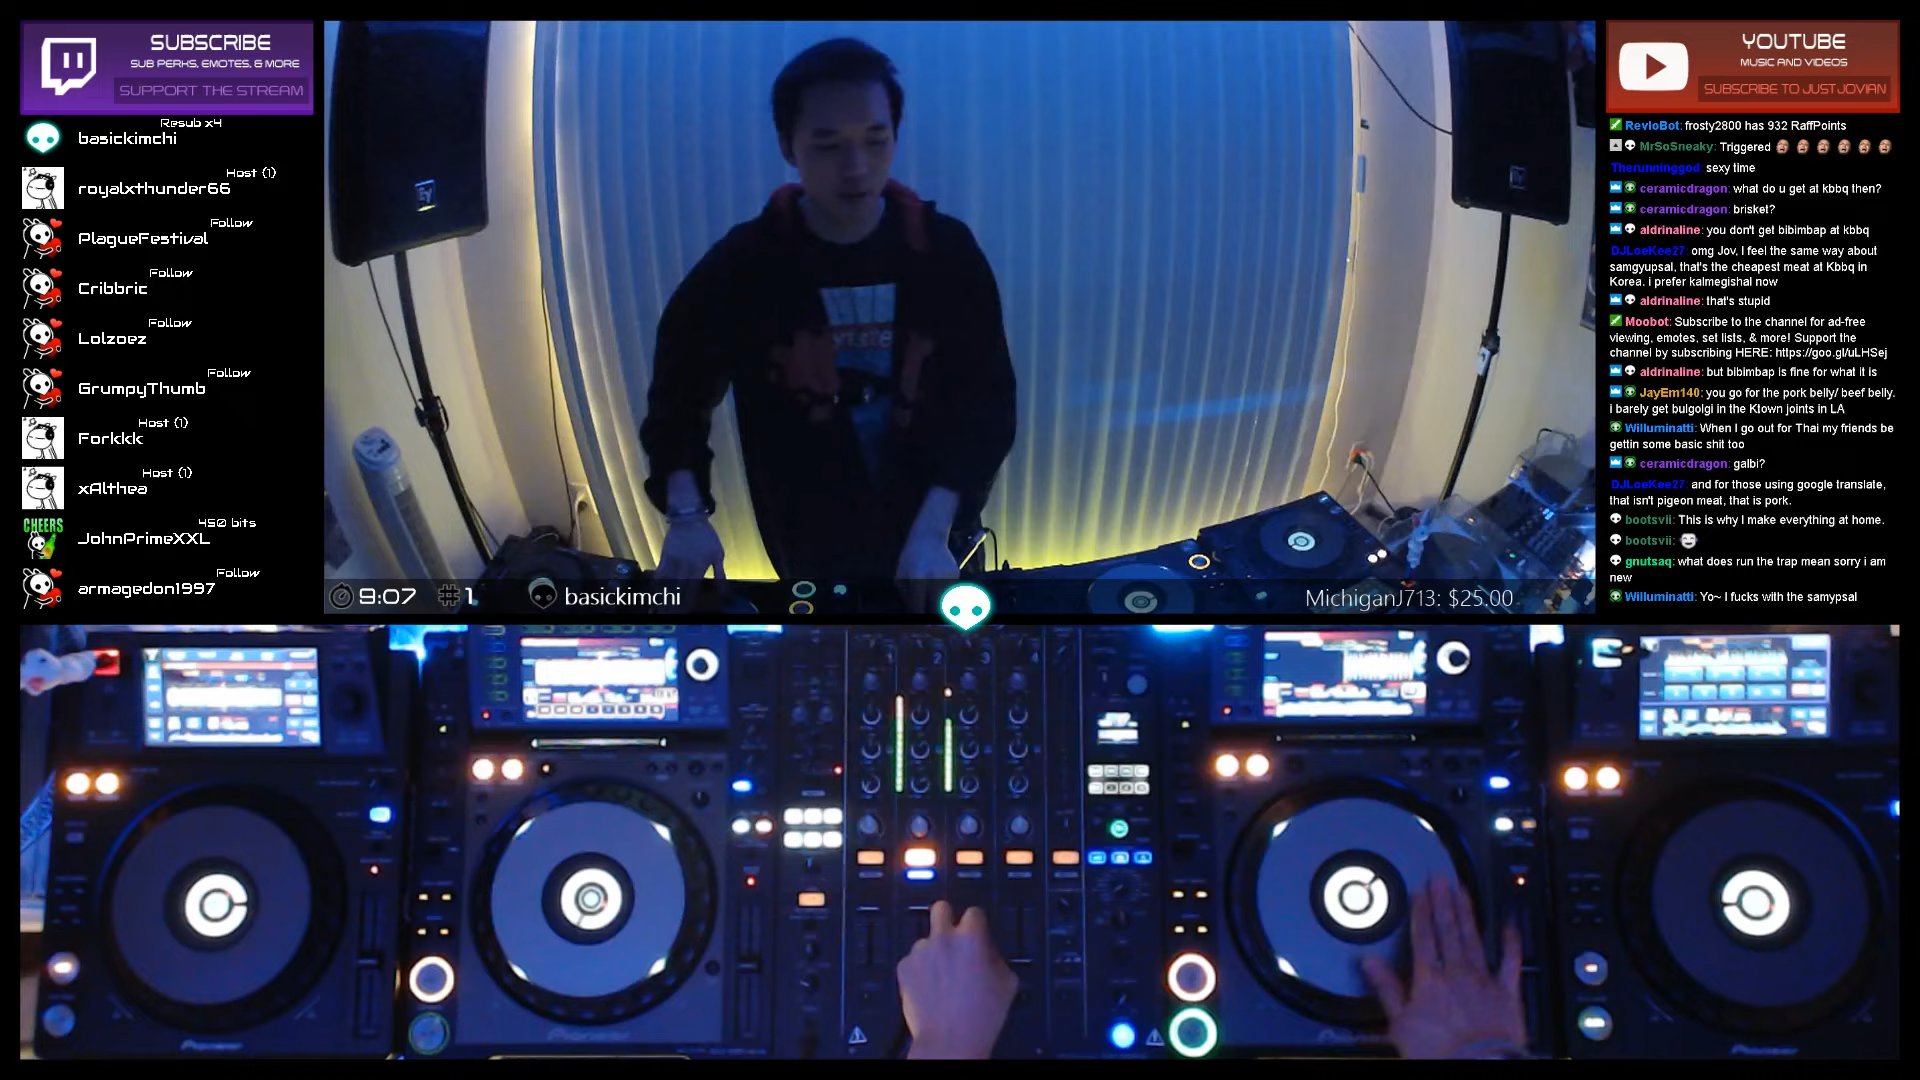 SUBSCRIBE
SUB PERKS, EMOTES, & MORE
SUPPORT THE STREAM
Resub x4
basickimchi
Host (1)
royalxthunder66
Follow
PlagueFestival
Follow
Cribbric
Follow
Lolzoez
Follow
GrumpyThumb
Host (1)
Forkkk
Host (1)
xAlthea
CHEERS
450 bits
JohnPrimeXXL
Follow
armagedon1997
9:07
1
basickimchi
MichiganJ713: $25.00
YOUTUBE
MUSIC AND VIDEOS
SUBSCRIBE TO JUSTJOVIAN
RevloBot: frosty2800 has 932 RaffPoints
MrSoSneaky: Triggered
Therunninggod: sexy time
ceramicdragon: what do u get at kbbq then?
ceramicdragon: brisket?
aldrinaline: you don't get bibimbap at kbbq
DJLoeKee27: omg Jov, I feel the same way about
samgyupsal, that's the cheapest meat at Kbbq in
Korea. i prefer kalmegishal now
aldrinaline: that's stupid
Moobot: Subscribe to the channel for ad-free
viewing, emotes, set lists, & more! Support the
channel by subscribing HERE: https://goo.gl/uLHSej
aldrinaline: but bibimbap is fine for what it is
JayEm140: you go for the pork belly/ beef belly.
i barely get bulgolgi in the Ktown joints in LA
Willuminatti: When I go out for Thai my friends be
gettin some basic shit too
ceramicdragon: galbi?
DJLoeKee27: and for those using google translate,
that isn't pigeon meat, that is pork.
bootsvii: This is why I make everything at home.
bootsvii:
gnutsaq: what does run the trap mean sorry i am
new
Willuminatti: Yo~ I fucks with the samypsal
1
2
3
4
Pioneer
Pioneer
Pioneer
Pioneer